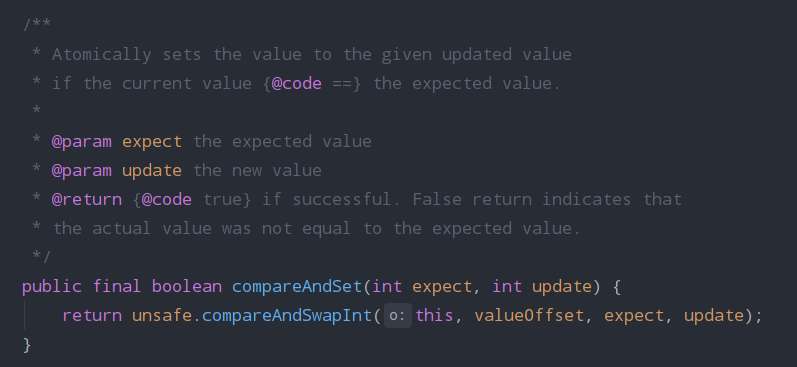 /**
 * Atomically sets the value to the given updated value
 * if the current value {@code ==} the expected value.
 *
 * @param expect the expected value
 * @param update the new value
 * @return {@code true} if successful. False return indicates that
 * the actual value was not equal to the expected value.
 */
public final boolean compareAndSet(int expect, int update) {
    return unsafe.compareAndSwapInt( o: this, valueOffset, expect, update);
}